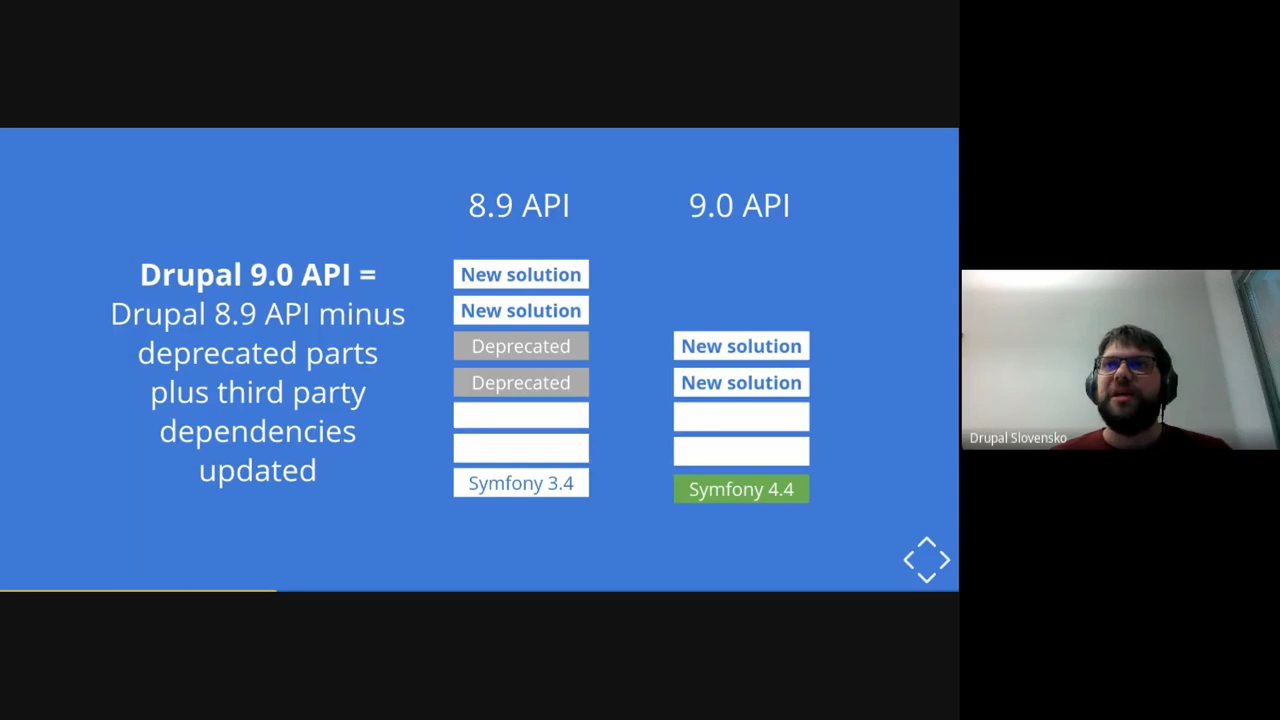 8.9 API
9.0 API
Drupal 9.0 API =
Drupal 8.9 API minus
deprecated parts
plus third party
dependencies
updated
New solution
New solution
Deprecated
Deprecated
Symfony 3.4
New solution
New solution
Symfony 4.4
Drupal Slovensko